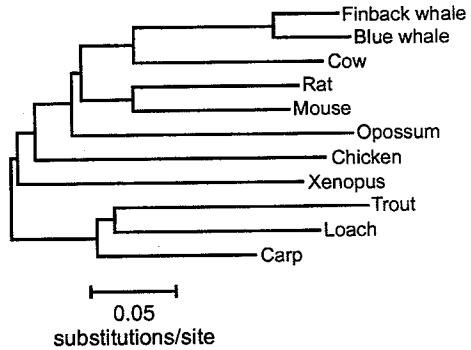 Finback whale
Blue whale
Cow
Rat
Mouse
Opossum
Chicken
Xenopus
Trout
Loach
Carp
0.05
substitutions/site